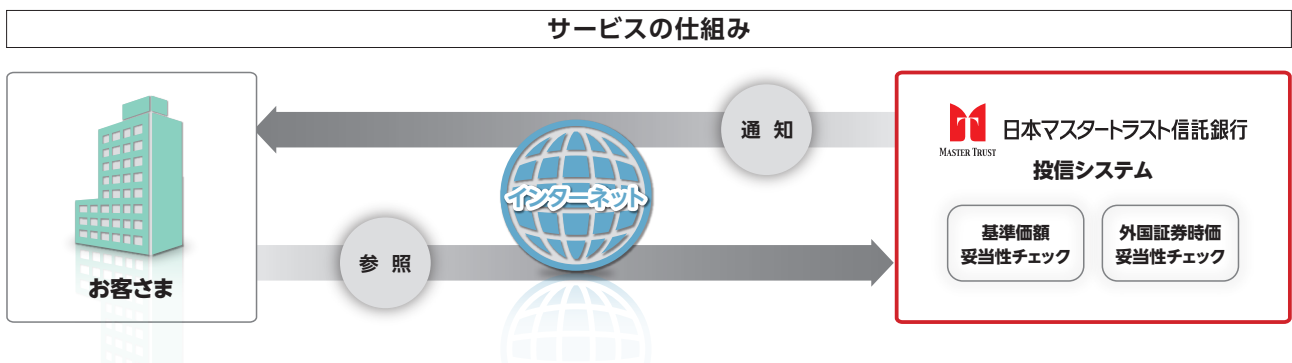 サービスの仕組み
通 知
MASTER TRUST
日本マスタートラスト信託銀行
投信システム
インターネット
基準価額
妥当性チェック
外国証券時価
妥当性チェック
参 照
お客さま